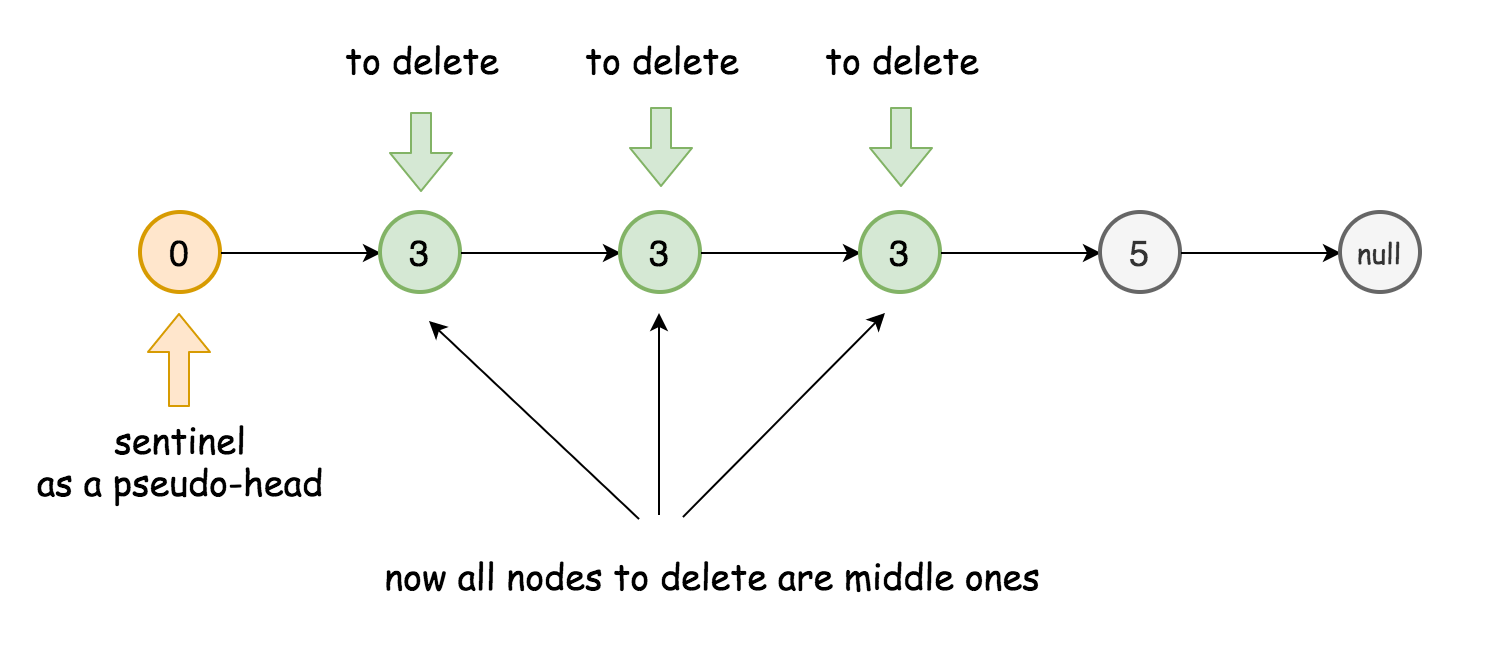 to delete
to delete
to delete
0
3
3
3
5
null
sentinel
as a pseudo-head
now all nodes to delete are middle ones